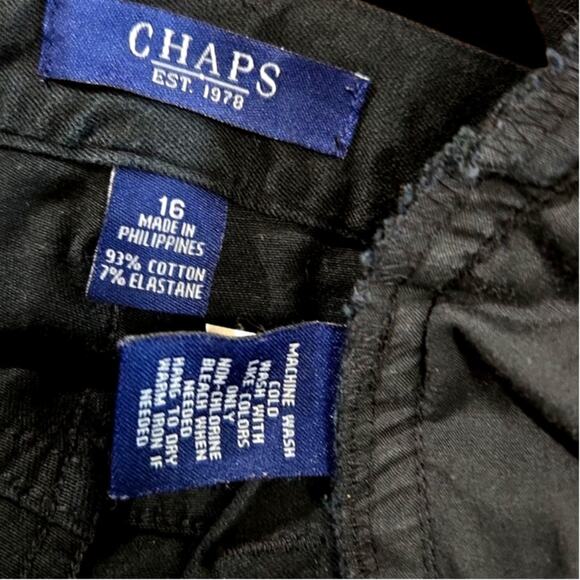 CHAPS
EST. 1978
16
MADE IN
PHILIPPINES
93% COTTON
7% ELASTANE
MACHINE WASH
COLD
WASH WITH
LIKE COLORS
ONLY
NON-CHLORINE
BLEACH WHEN
NEEDED
HANG TO DRY
WARM IRON IF
NEEDED